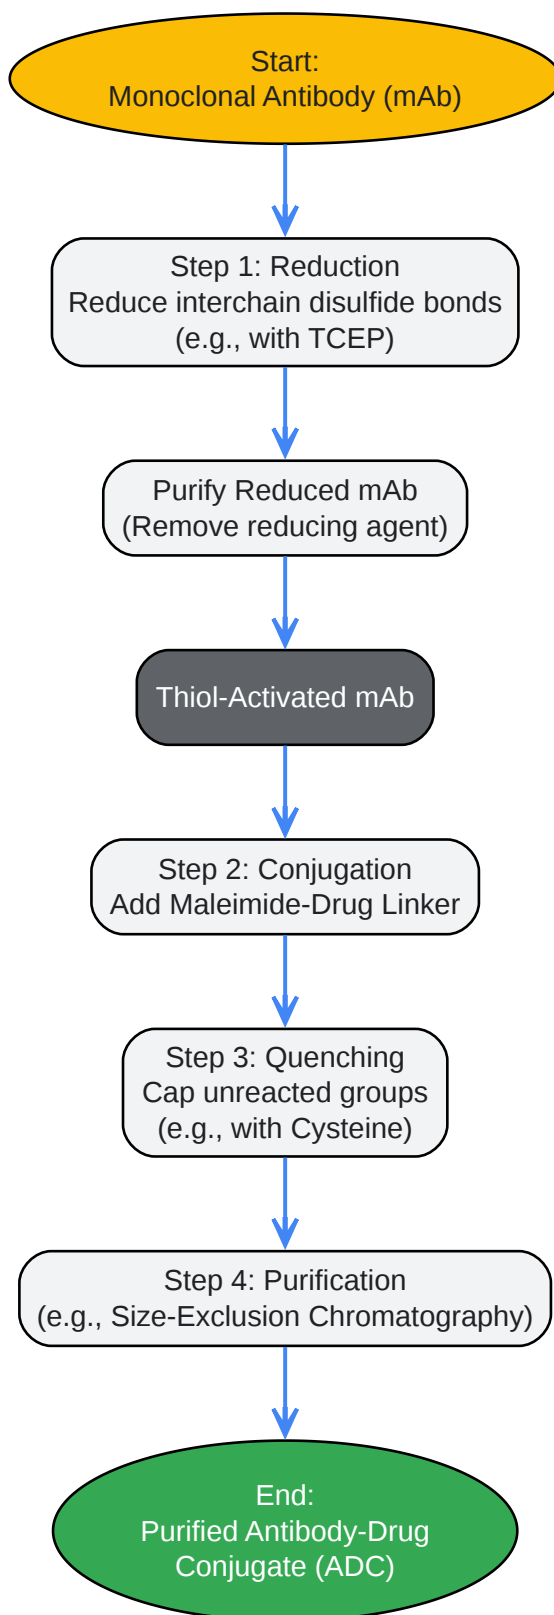 Start:
Monoclonal Antibody (mAb)
Step 1: Reduction
Reduce interchain disulfide bonds
(e.g., with TCEP)
Purify Reduced mAb
(Remove reducing agent)
Thiol-Activated mAb
Step 2: Conjugation
Add Maleimide-Drug Linker
Step 3: Quenching
Cap unreacted groups
(e.g., with Cysteine)
Step 4: Purification
(e.g., Size-Exclusion Chromatography)
End:
Purified Antibody-Drug
Conjugate (ADC)